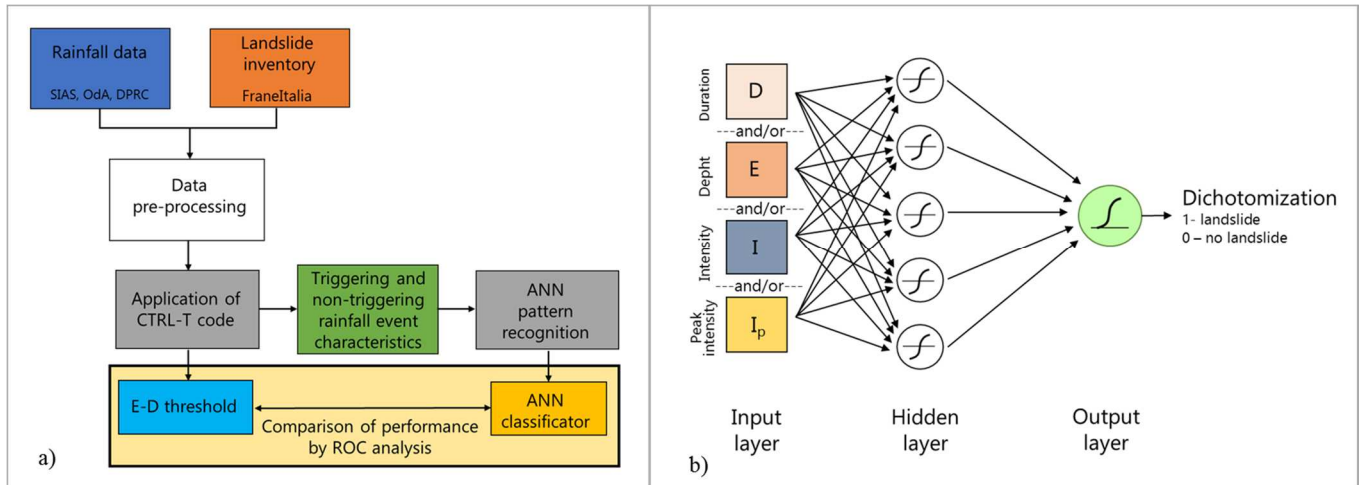 Rainfall data
SIAS, OdA, DPRC
Landslide
inventory
FraneItalia
Data
pre-processing
Application of
CTRL-T code
Triggering and
non-triggering
rainfall event
characteristics
ANN
pattern
recognition
E-D threshold
ANN
classificator
Comparison of performance
by ROC analysis
a)
Duration
D
----and/or----
Depht
E
----and/or----
Intensity
I
----and/or----
Peak
intensity
Ip
Input
layer
Hidden
layer
Output
layer
Dichotomization
1- landslide
0 – no landslide
b)